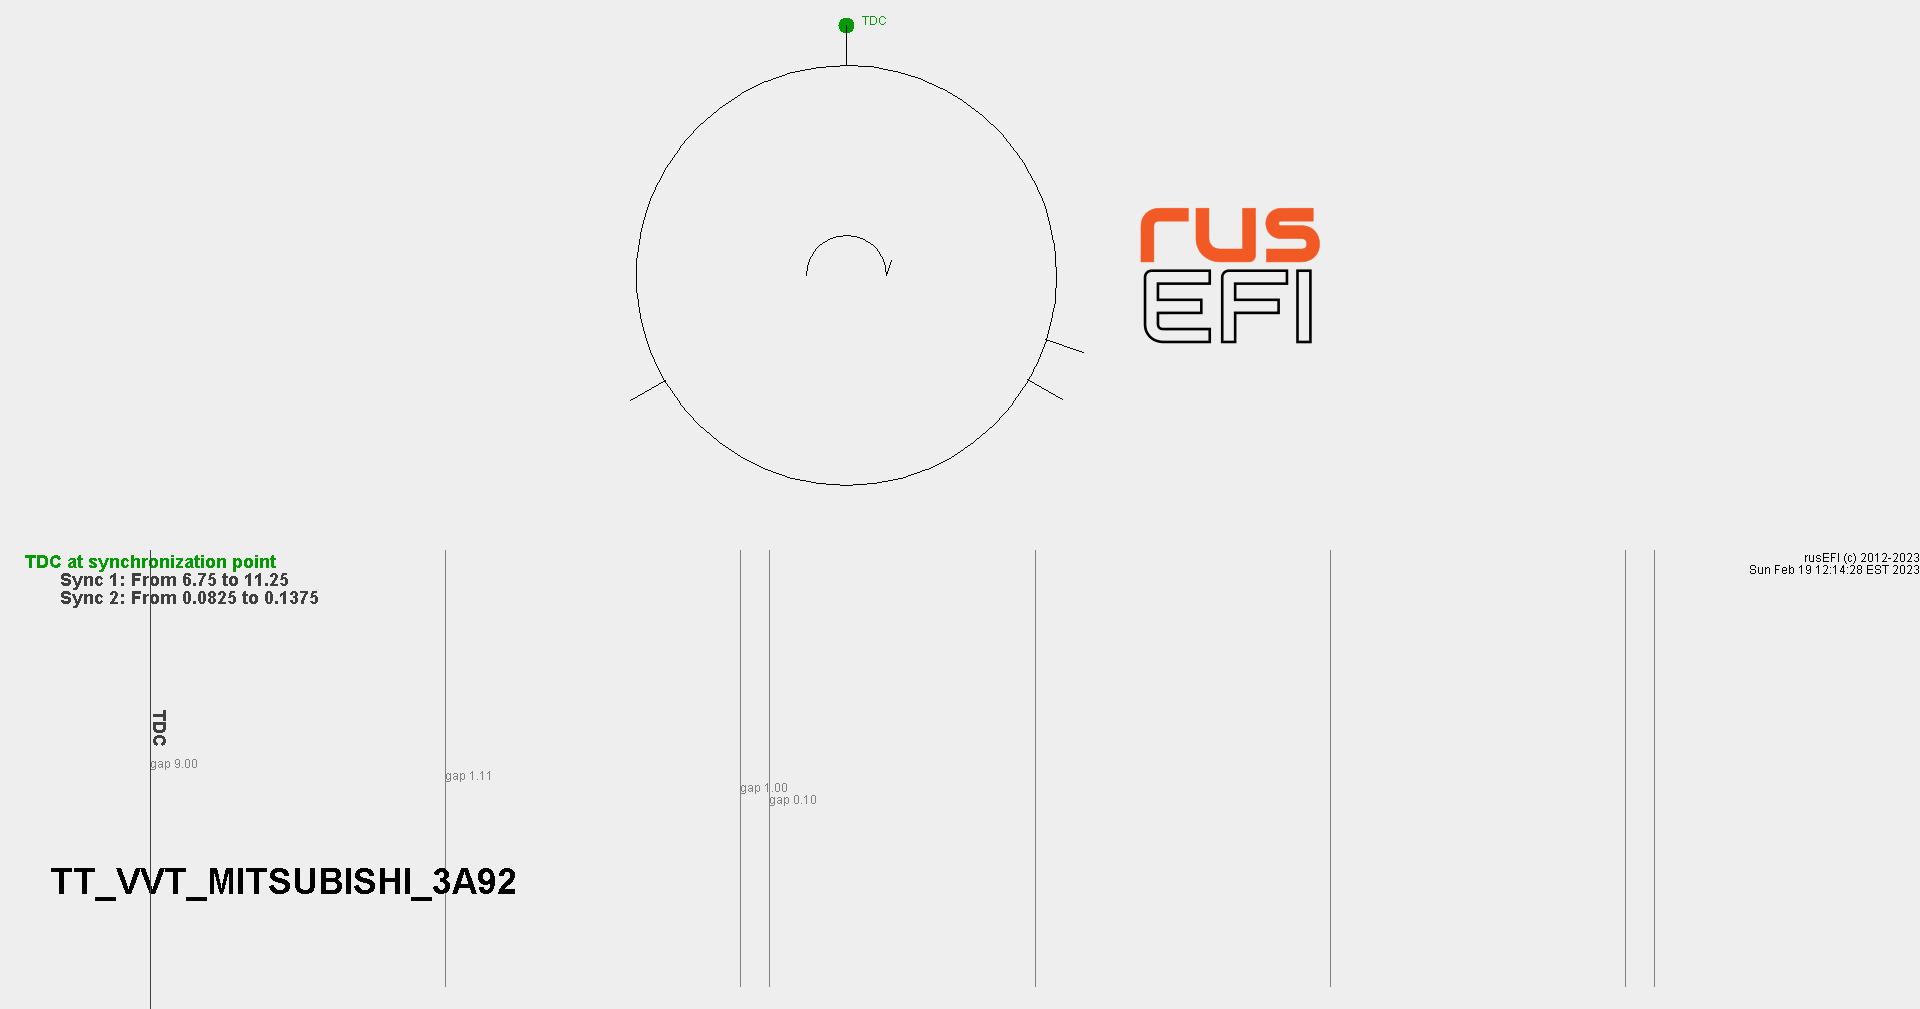 TDC
rus
EFI
TDC at synchronization point
Sync 1: From 6.75 to 11.25
Sync 2: From 0.0825 to 0.1375
rusEFI (c) 2012-2023
Sun Feb 19 12:14:28 EST 2023
TDC
gap 9.00
gap 1.11
gap 1.00
gap 0.10
TT_VVT_MITSUBISHI_3A92